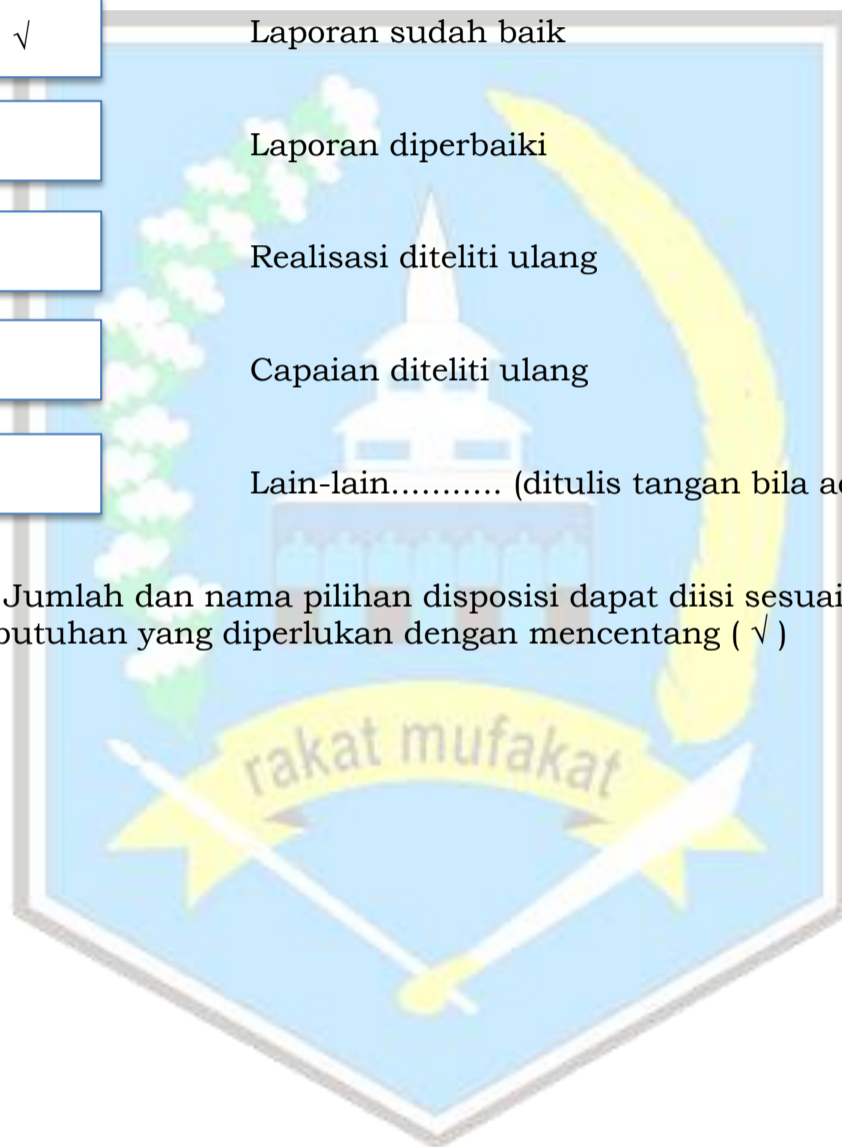 √ Laporan sudah baik
Laporan diperbaiki
Realisasi diteliti ulang
Capaian diteliti ulang
Lain-lain........... (ditulis tangan bila
Jumlah dan nama pilihan disposisi dapat diisi sesuai
yang diperlukan dengan mencentang ( √ )
rakat mufakat